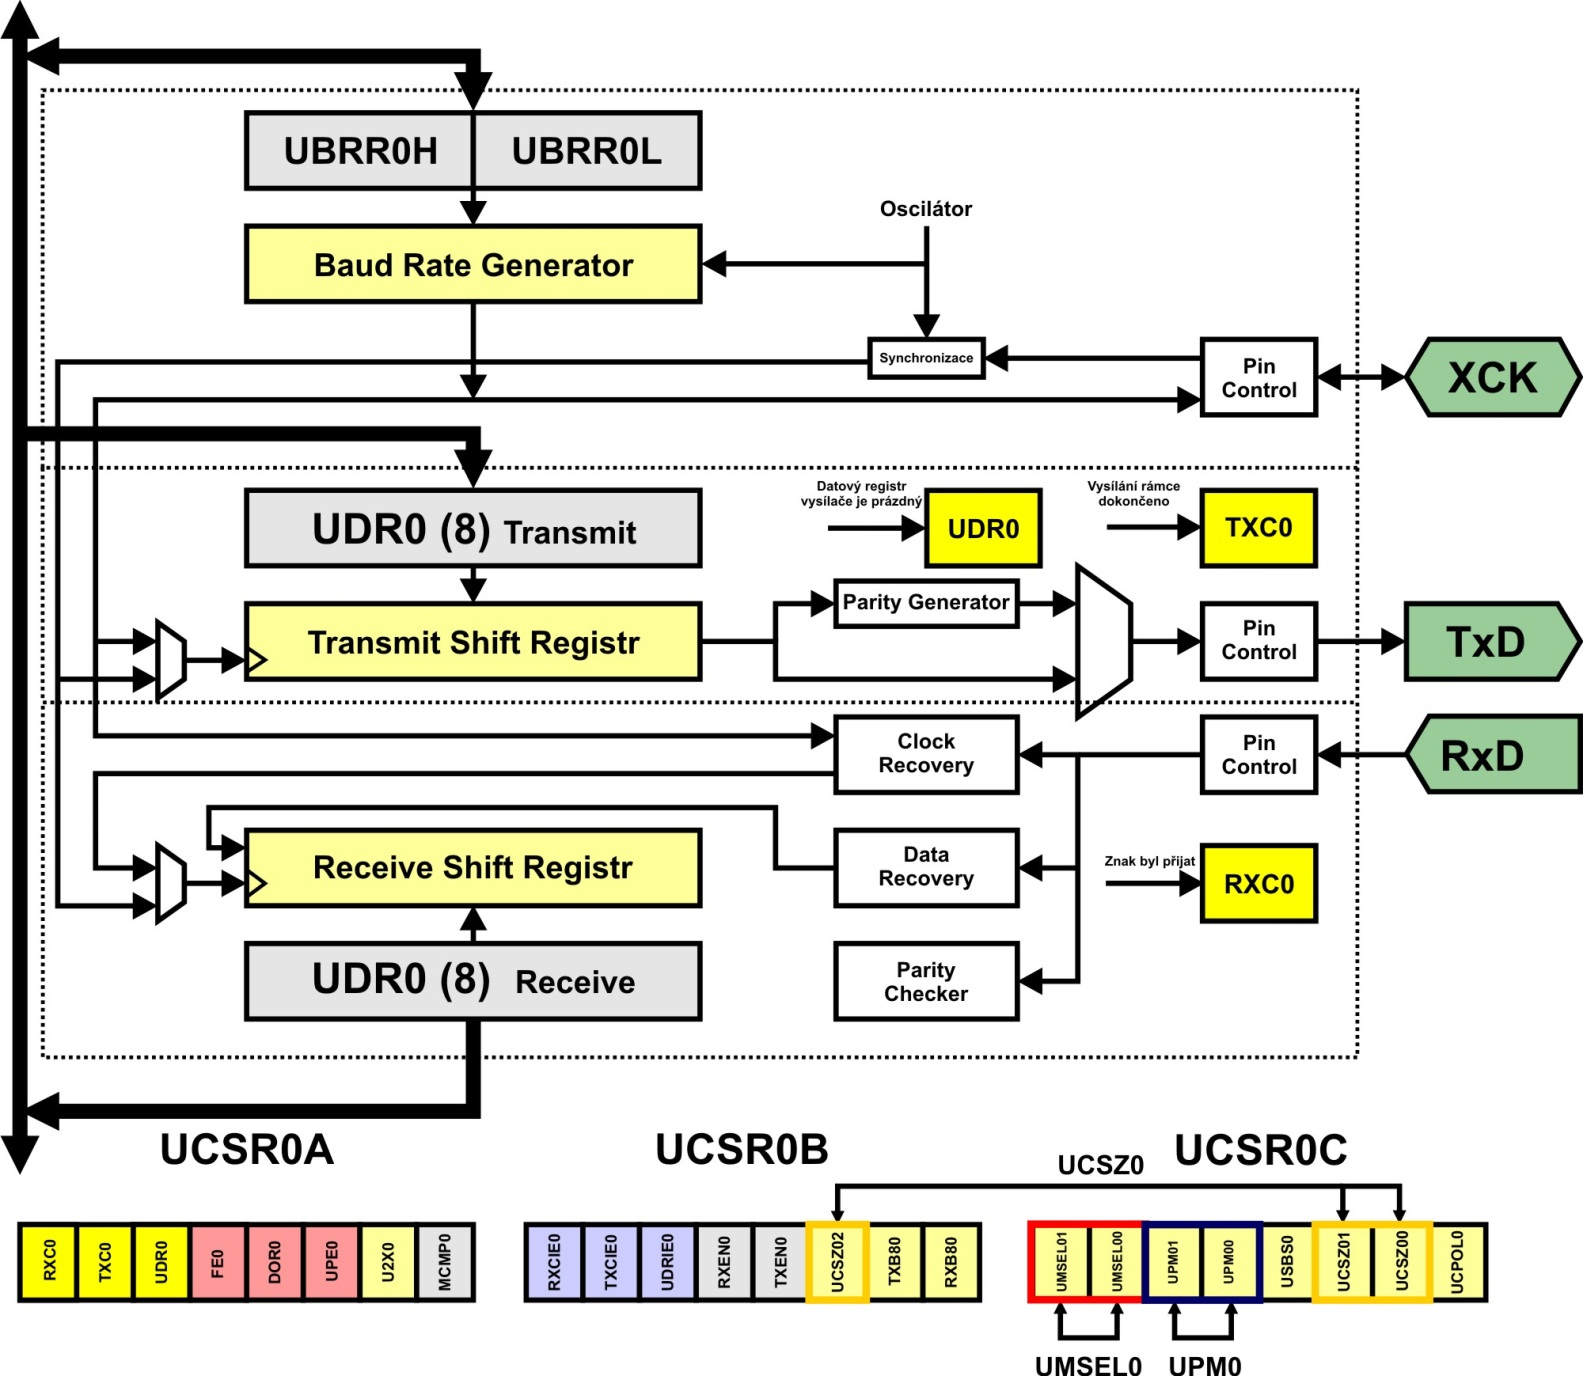 UBRR0H UBRR0L
Oscilátor
Baud Rate Generator
Synchronizace
Pin
Control
XCK
Datový registr
vysílače je prázdný
UDR0
Vysílání rámce
dokončeno
TXC0
UDR0 (8) Transmit
Parity Generator
Transmit Shift Registr
Pin
Control
TxD
Clock
Recovery
Pin
Control
RxD
Receive Shift Registr
Data
Recovery
Znak byl přijat
RXC0
UDR0 (8) Receive
Parity
Checker
UCSR0A
UCSR0B
UCSR0C
UCSZ0
RXC0
TXC0
UDR0
FE0
DOR0
UPE0
U2X0
MCMP0
RXCIE0
TXCIE0
UDRIE0
RXEN0
TXEN0
UCSZ02
TXB80
RXB80
UMSEL01
UMSEL00
UPM01
UPM00
USBS0
UCSZ01
UCSZ00
UCPOL0
UMSEL0
UPM0